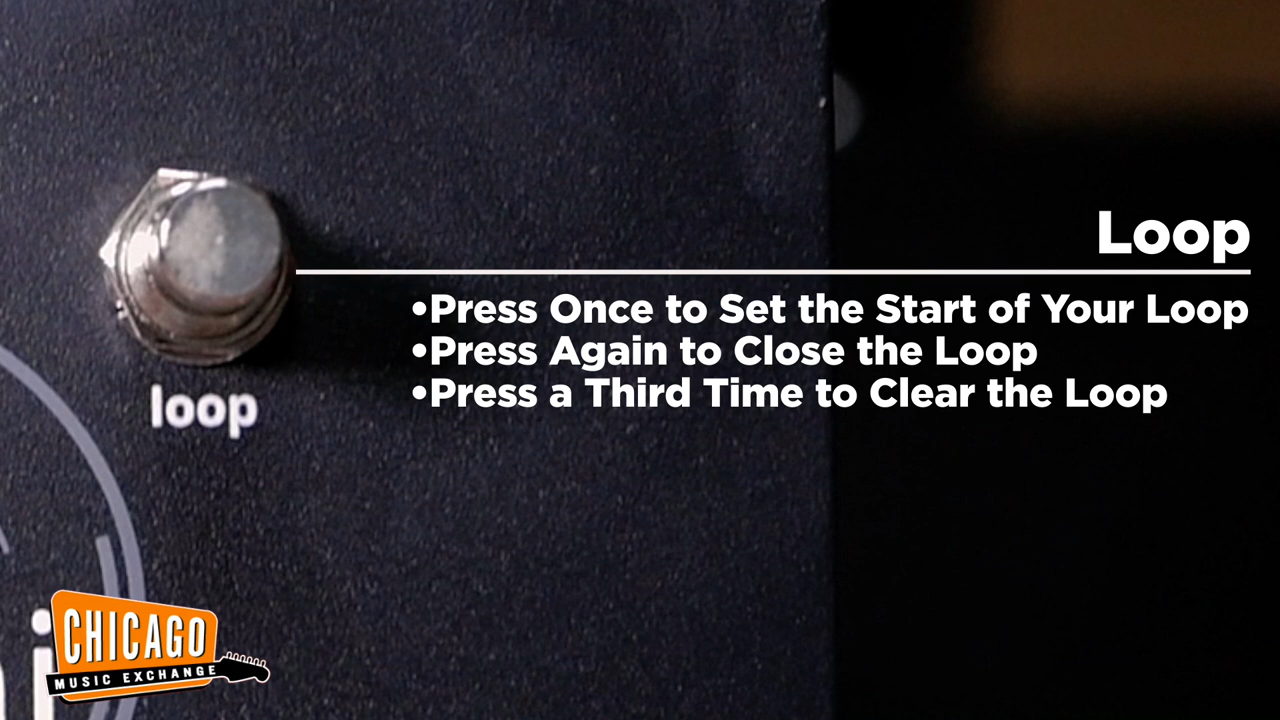 Loop
•Press Once to Set the Start of Your Loop
•Press Again to Close the Loop
•Press a Third Time to Clear the Loop
loop
CHICAGO
MUSIC EXCHANGE